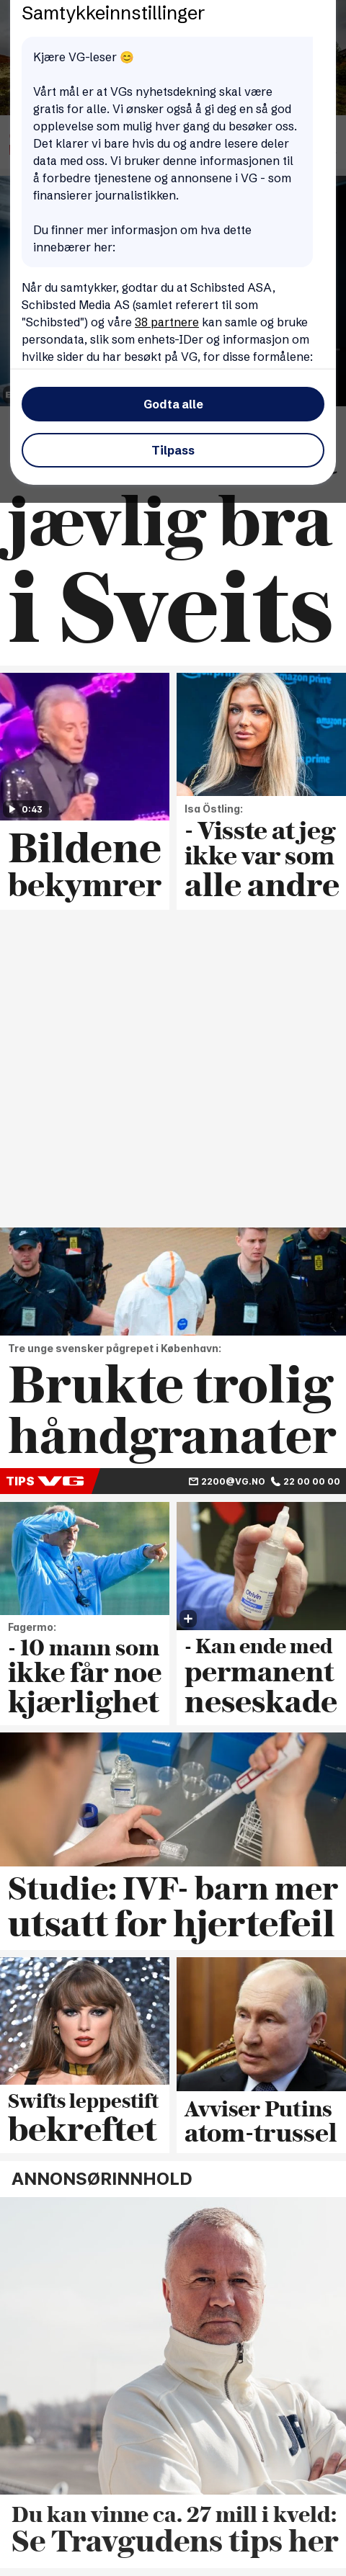 Samtykkeinnstillinger
Kjære VG-leser 😊
Vårt mål er at VGs nyhetsdekning skal være
gratis for alle. Vi ønsker også å gi deg en så god
opplevelse som mulig hver gang du besøker oss.
Det klarer vi bare hvis du og andre lesere deler
data med oss. Vi bruker denne informasjonen til
å forbedre tjenestene og annonsene i VG - som
finansierer journalistikken.
Du finner mer informasjon om hva dette
innebærer her:
Når du samtykker, godtar du at Schibsted ASA,
Schibsted Media AS (samlet referert til som
"Schibsted") og våre 38 partnere kan samle og bruke
persondata, slik som enhets-IDer og informasjon om
hvilke sider du har besøkt på VG, for disse formålene:
Godta alle
Tilpass
jævlig bra
i Sveits
0:43
Bildene
bekymrer
amazon prime
prime
Isa Östling:
- Visste at jeg
ikke var som
alle andre
Tre unge svensker pågrepet i København:
Brukte trolig
håndgranater
TIPS VG
2200@VG.NO
22 00 00 00
Fagermo:
- 10 mann som
ikke får noe
kjærlighet
Otrivin
- Kan ende med
permanent
neseskade
Studie: IVF- barn mer
utsatt for hjertefeil
Swifts leppestift
bekreftet
Avviser Putins
atom-trussel
ANNONSØRINNHOLD
Du kan vinne ca. 27 mill i kveld:
Se Travgudens tips her